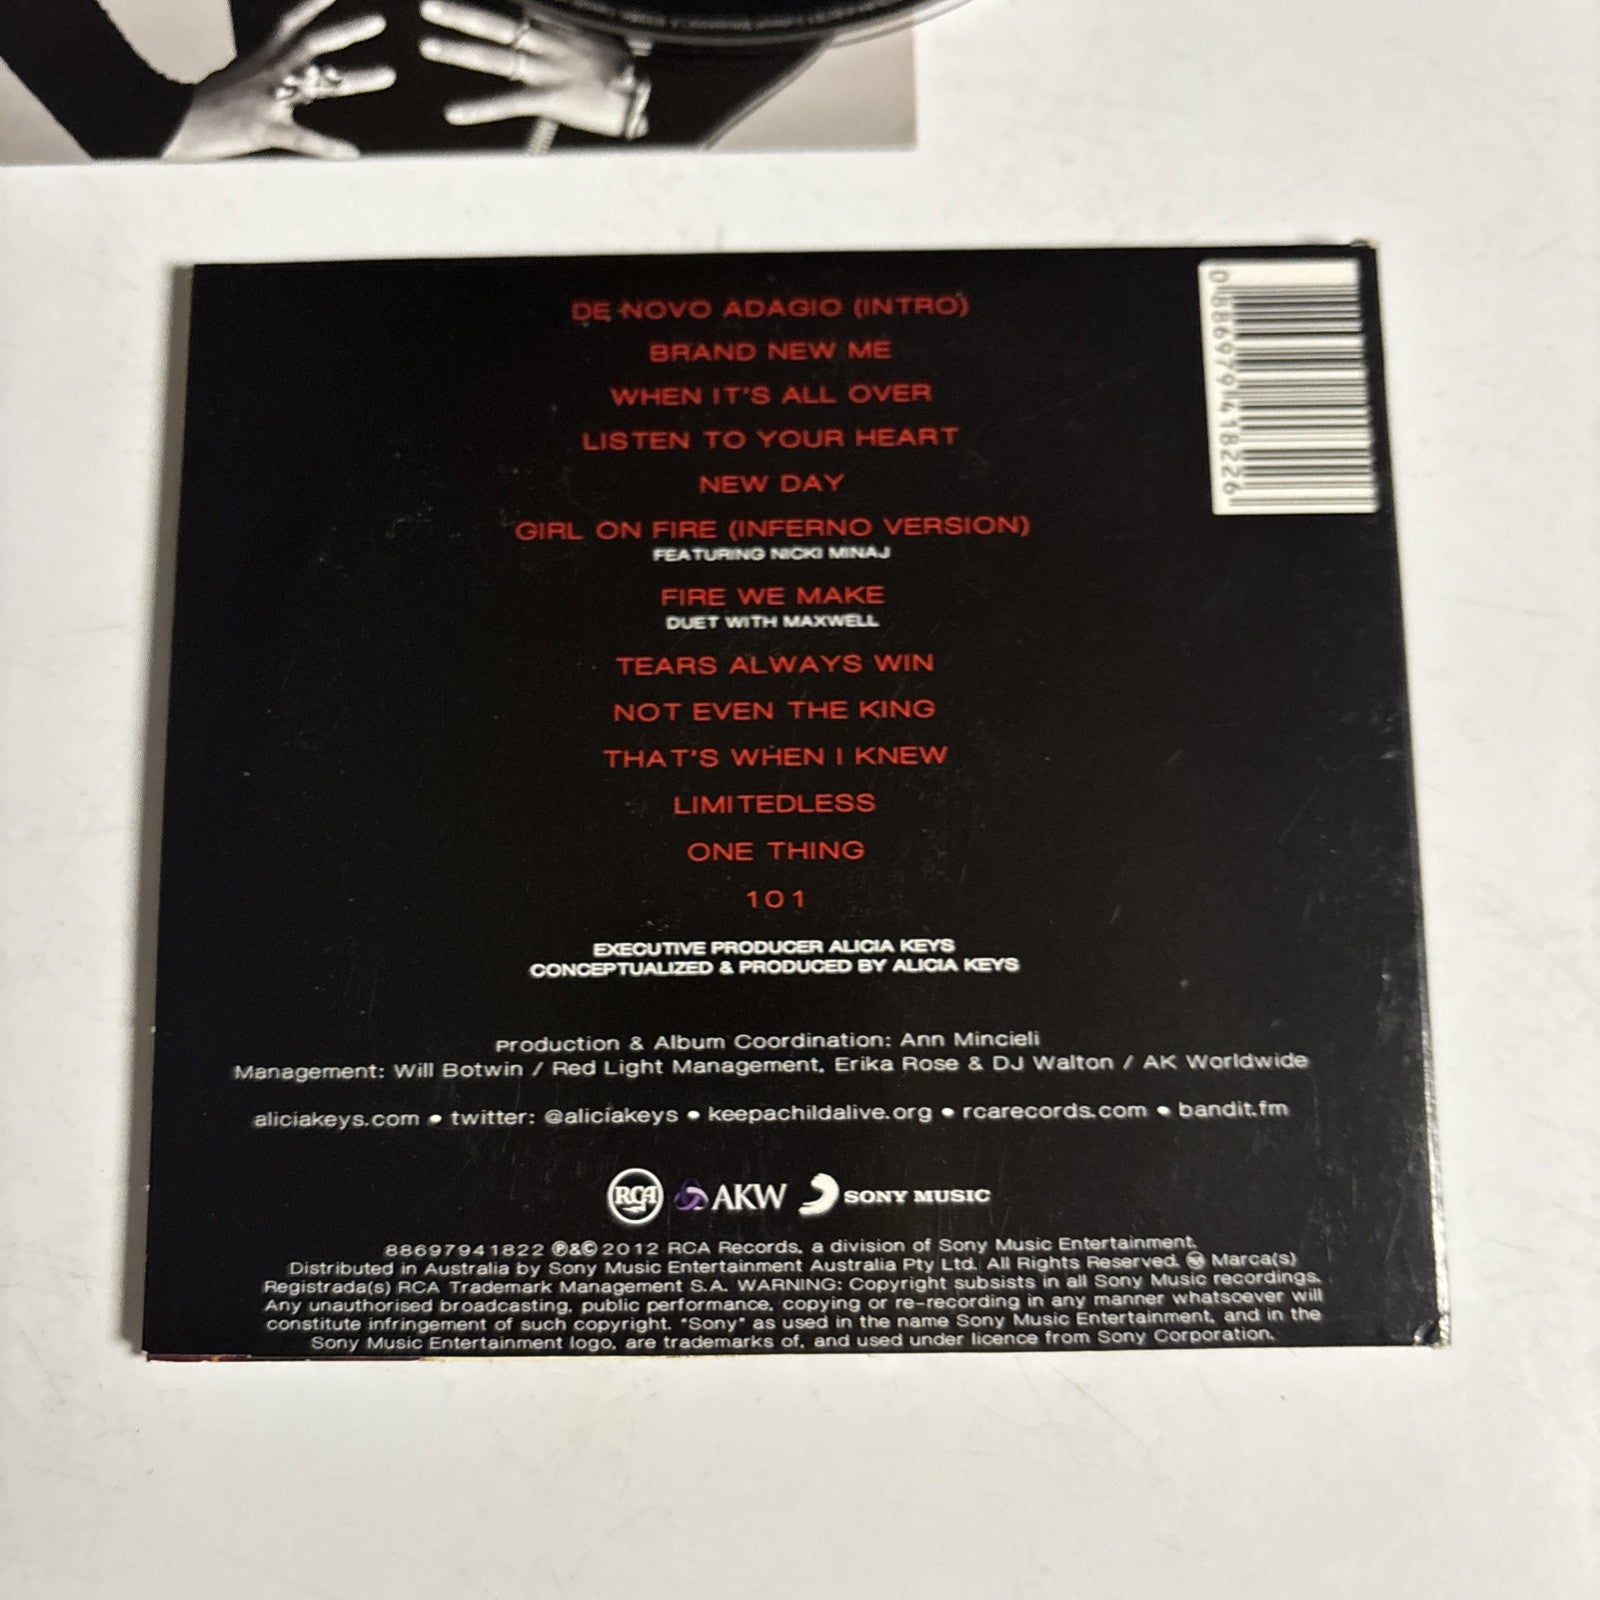 DE NOVO ADAGIO (INTRO)
BRAND NEW ME
WHEN IT'S ALL OVER
LISTEN TO YOUR HEART
NEW DAY
GIRL ON FIRE (INFERNO VERSION)
FEATURING NICKI MINAJ
FIRE WE MAKE
DUET WITH MAXWELL
TEARS ALWAYS WIN
NOT EVEN THE KING
THAT'S WHEN I KNEW
LIMITEDLESS
ONE THING
101
EXECUTIVE PRODUCER ALICIA KEYS
CONCEPTUALIZED & PRODUCED BY ALICIA KEYS
Production & Album Coordination: Ann Mincieli
Management: Will Botwin / Red Light Management, Erika Rose & DJ Walton / AK Worldwide
aliciakeys.com • twitter: @aliciakeys • keepachildalive.org • rcarecords.com • bandit.fm
RCA AKW SONY MUSIC
88697941822 ℗&© 2012 RCA Records, a division of Sony Music Entertainment.
Distributed in Australia by Sony Music Entertainment Australia Pty Ltd. All Rights Reserved. Marca(s)
Registrada(s) RCA Trademark Management S.A. WARNING: Copyright subsists in all Sony Music recordings.
Any unauthorised broadcasting, public performance, copying or re-recording in any manner whatsoever will
constitute infringement of such copyright. "Sony" as used in the name Sony Music Entertainment, and in the
Sony Music Entertainment logo, are trademarks of, and used under licence from Sony Corporation.
0 886979 418226